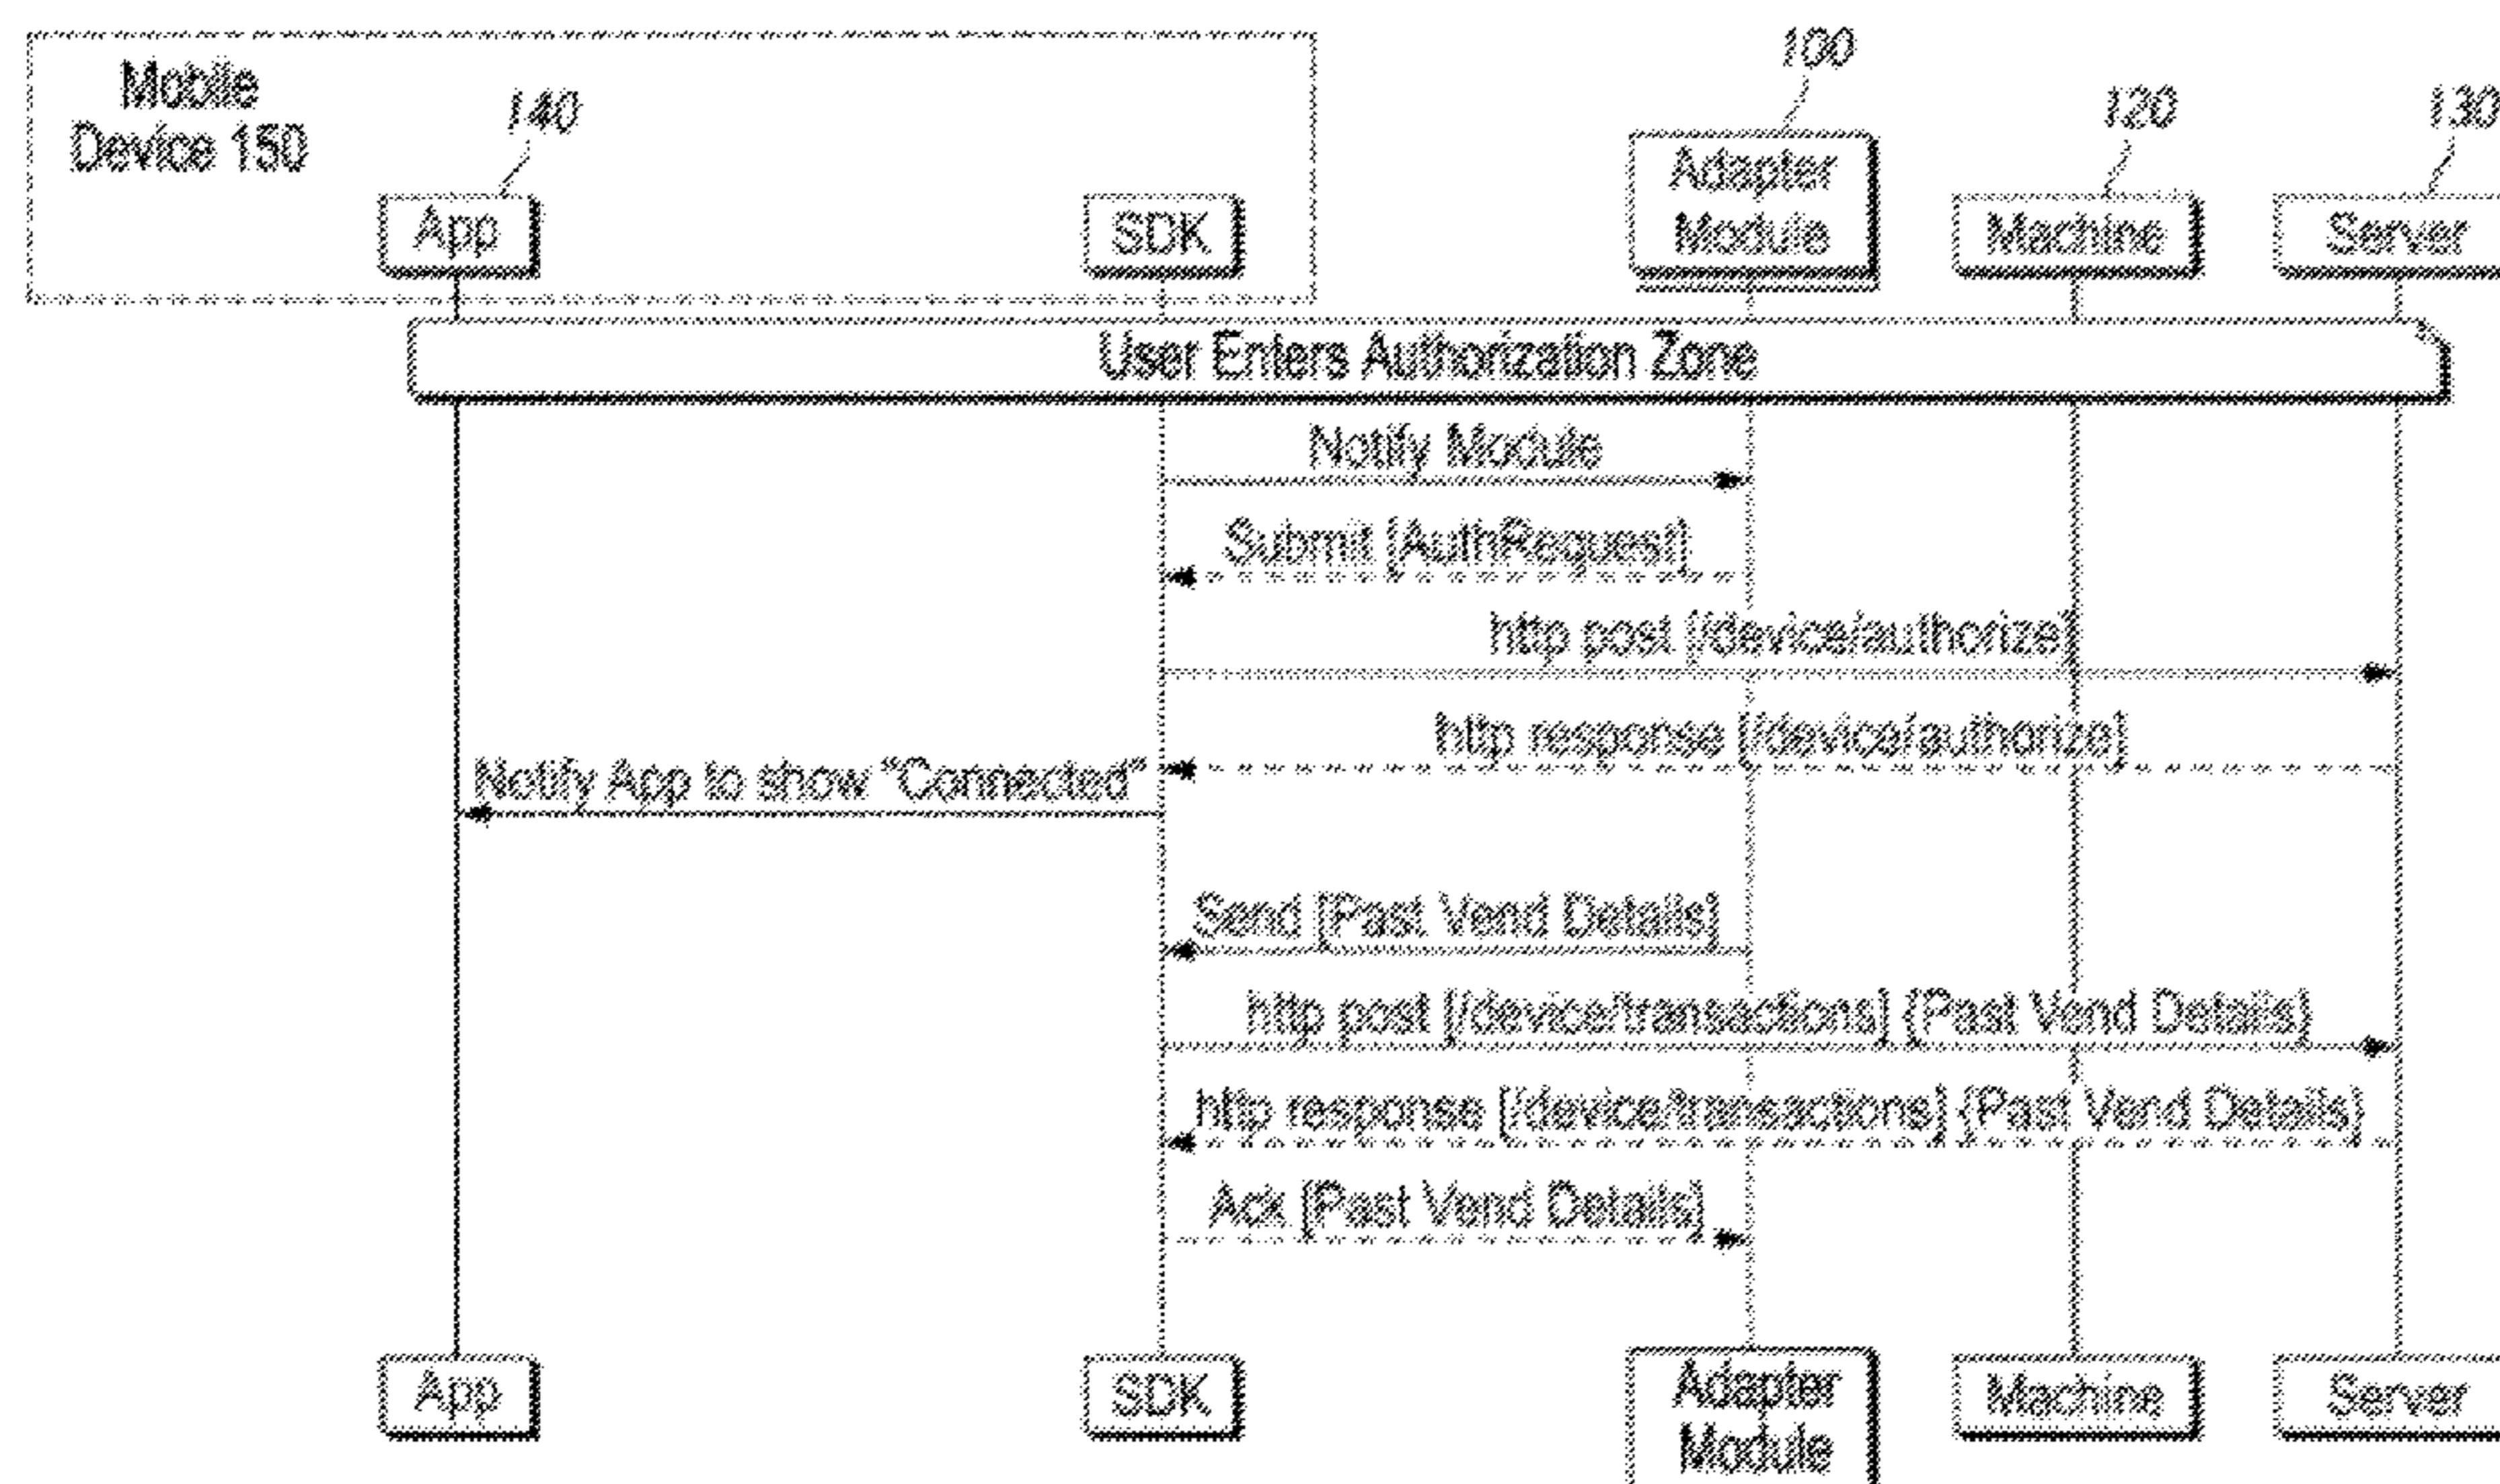 100
Mobile
Device 150
140
120
130
App
SDK
Adapter
Module
Machine
Server
User Enters Authorization Zone
Notify Module
Submit [AuthRequest]
http post [/device/authorize]
http response [/device/authorize]
Notify App to show "Connected"
Send [Past Vend Details]
http post [/device/transactions] {Past Vend Details}
http response [/device/transactions] {Past Vend Details}
Ack [Past Vend Details]
App
SDK
Adapter
Module
Machine
Server